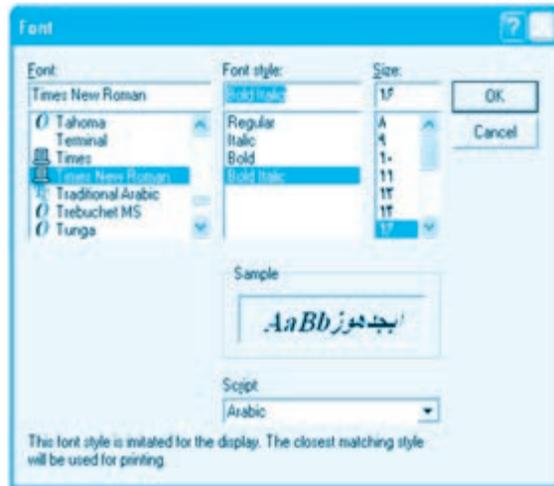 Font
Font: Font style: Size:
Times New Roman Bold Italic ۱۶ OK
Tahoma Regular ۸ Cancel
Terminal Italic ۹
Times Bold ۱۰
Times New Roman Bold Italic ۱۱
Traditional Arabic ۱۲
Trebuchet MS ۱۴
Tunga ۱۶
Sample
AaBb ابجد هوز
Script
Arabic
This font style is imitated for the display. The closest matching style
will be used for printing.